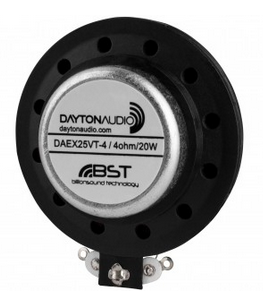 DAYTONAUDIO
daytonaudio.com
DAEX25VT-4 / 4ohm/20W
BST
billionsound technology